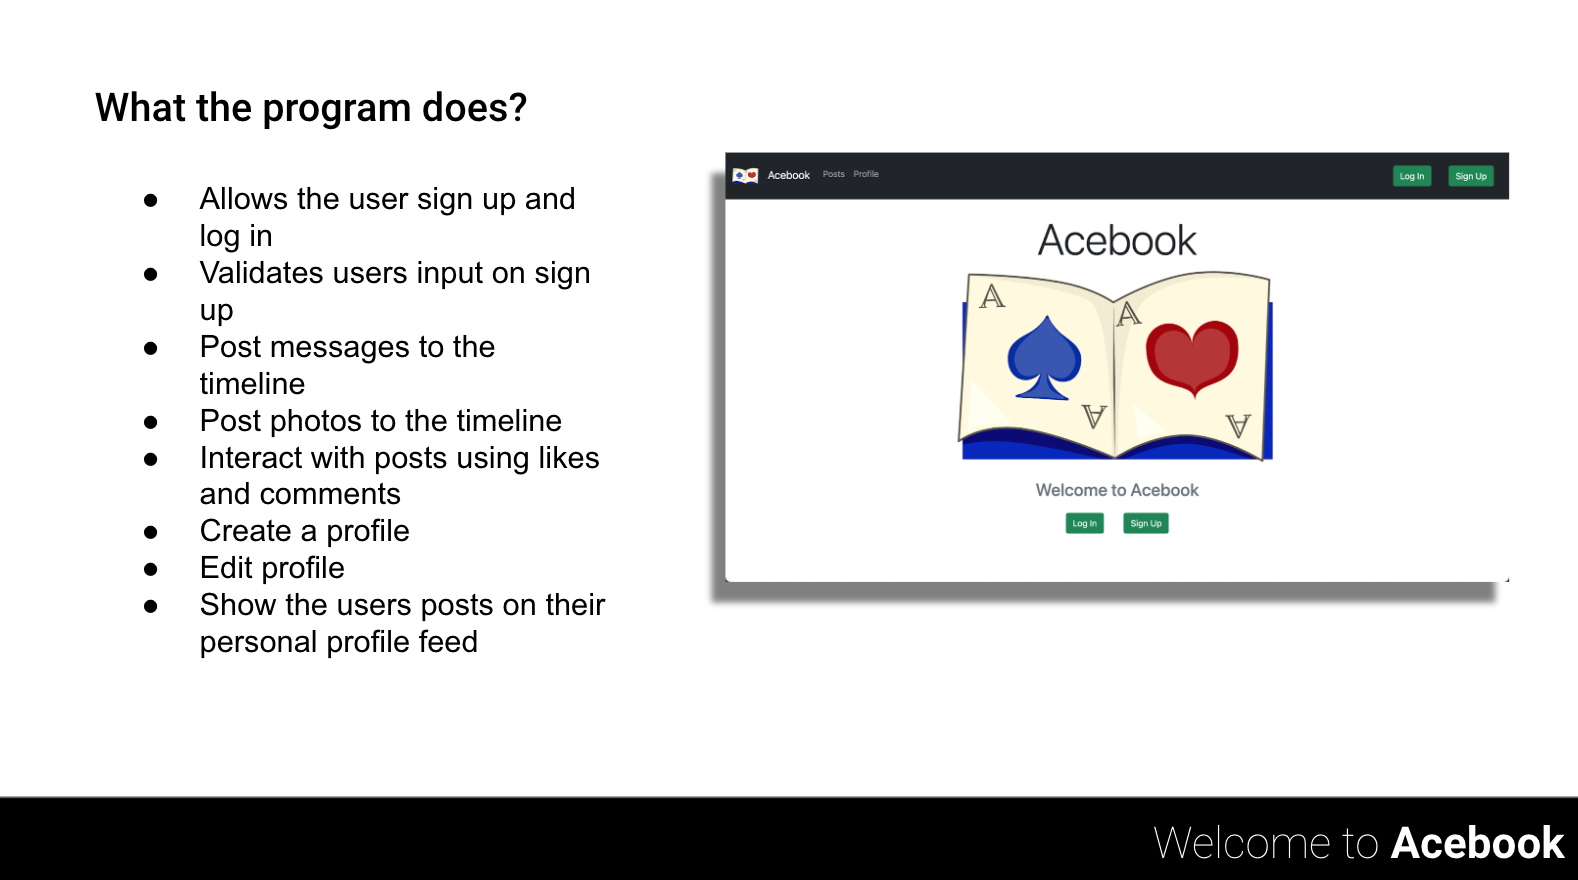 What the program does?
● Allows the user sign up and
log in
● Validates users input on sign
up
● Post messages to the
timeline
● Post photos to the timeline
● Interact with posts using likes
and comments
● Create a profile
● Edit profile
● Show the users posts on their
personal profile feed
Acebook Posts Profile Log In Sign Up
Acebook
A A
A A
Welcome to Acebook
Log In Sign Up
Welcome to Acebook